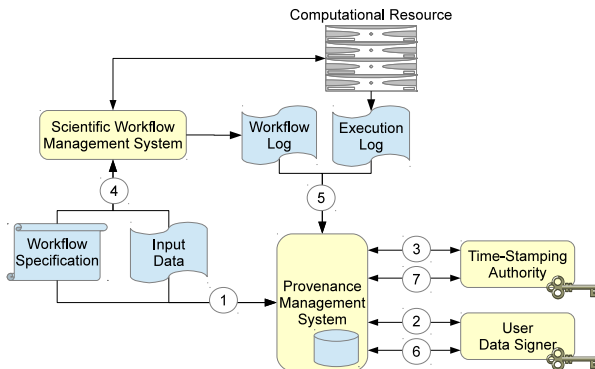 Computational Resource
Scientific Workflow
Management System
Workflow
Log
Execution
Log
4
5
Workflow
Specification
Input
Data
1
Provenance
Management
System
3
7
Time-Stamping
Authority
2
6
User
Data Signer